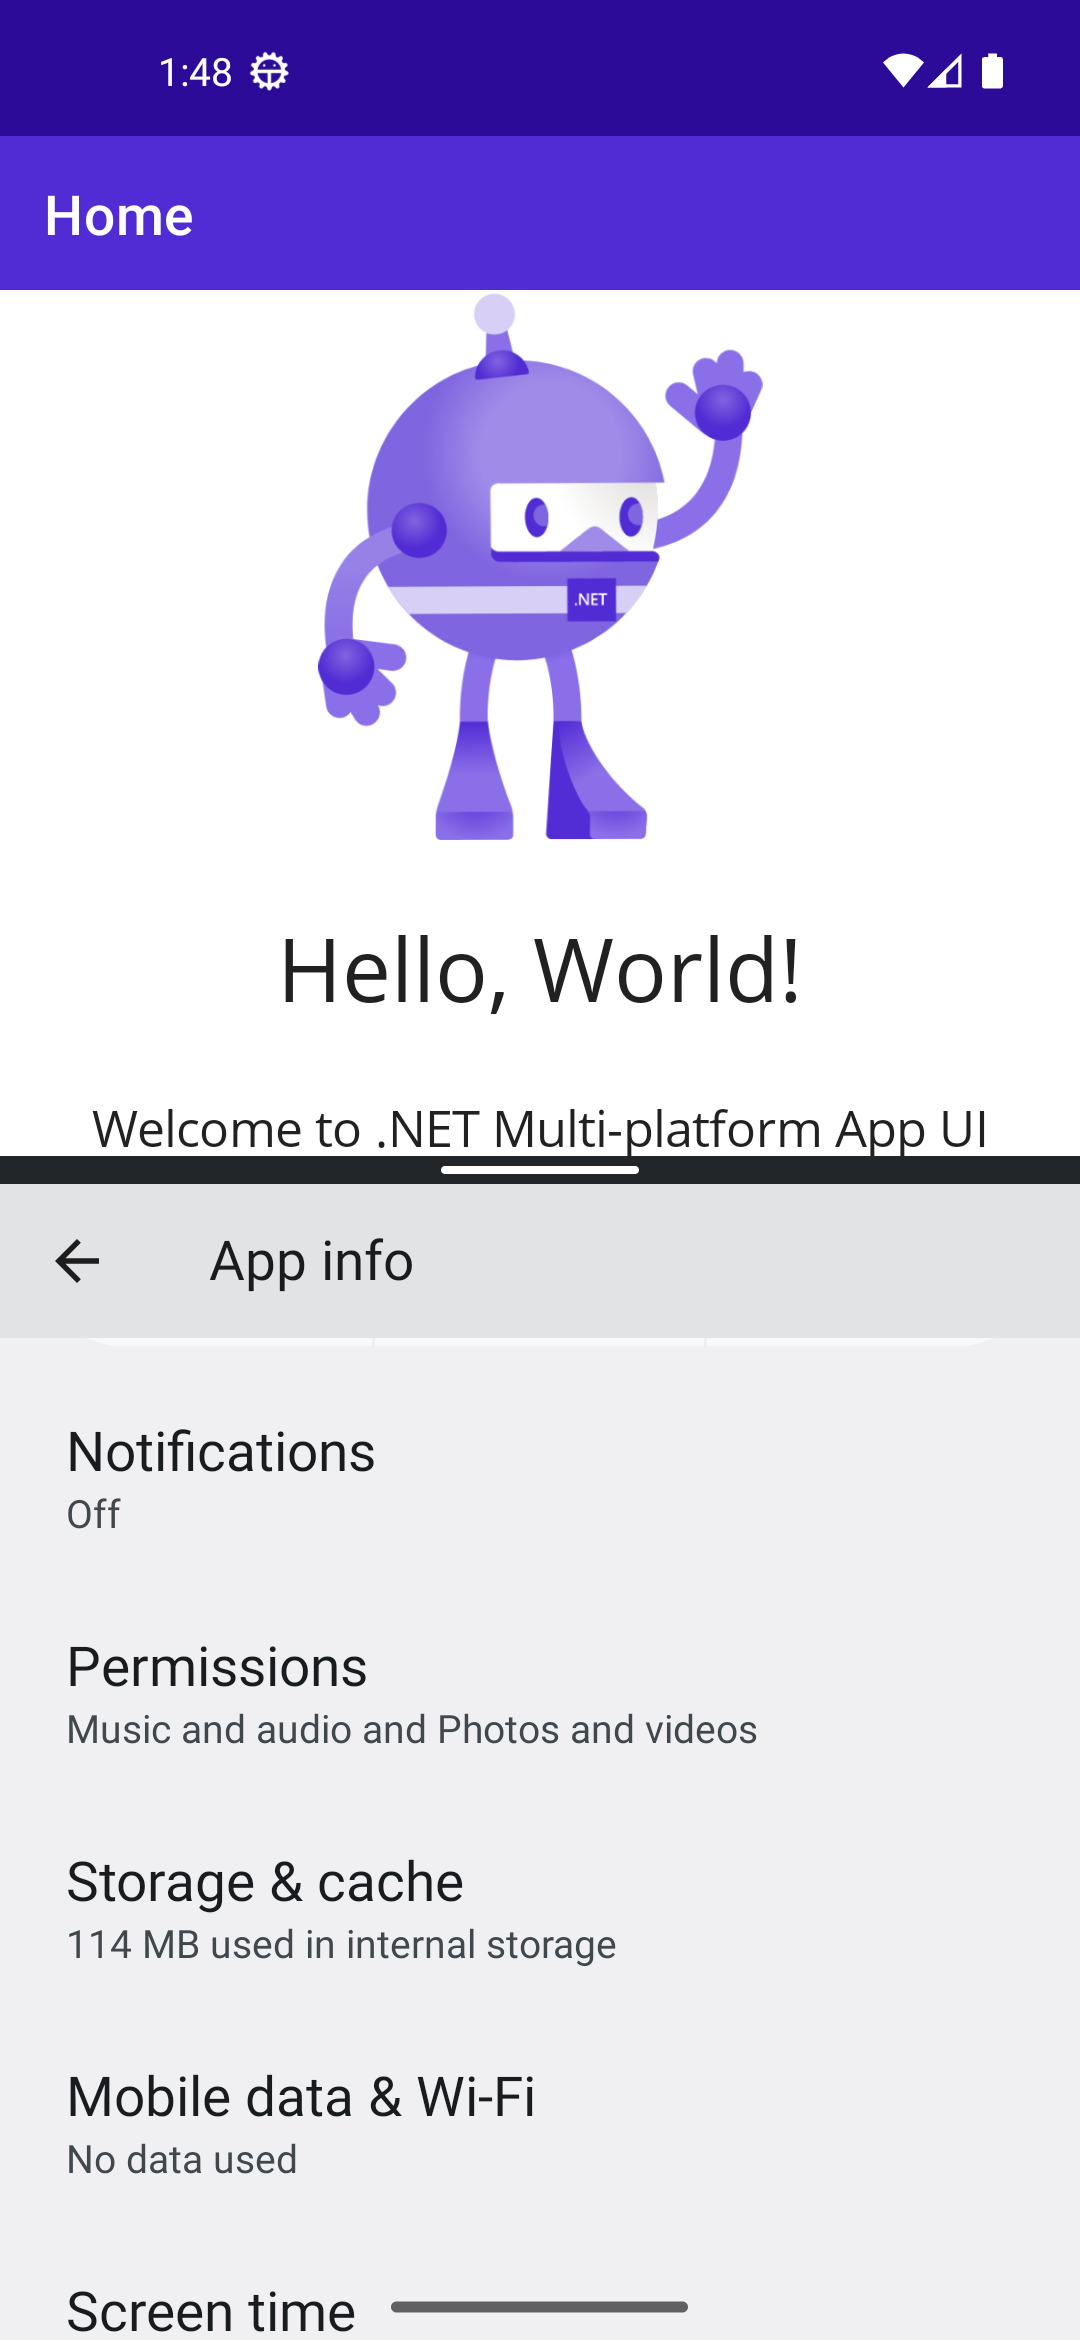 1:48
Home
.NET
Hello, World!
Welcome to .NET Multi-platform App UI
App info
Notifications
Off
Permissions
Music and audio and Photos and videos
Storage & cache
114 MB used in internal storage
Mobile data & Wi-Fi
No data used
Screen time